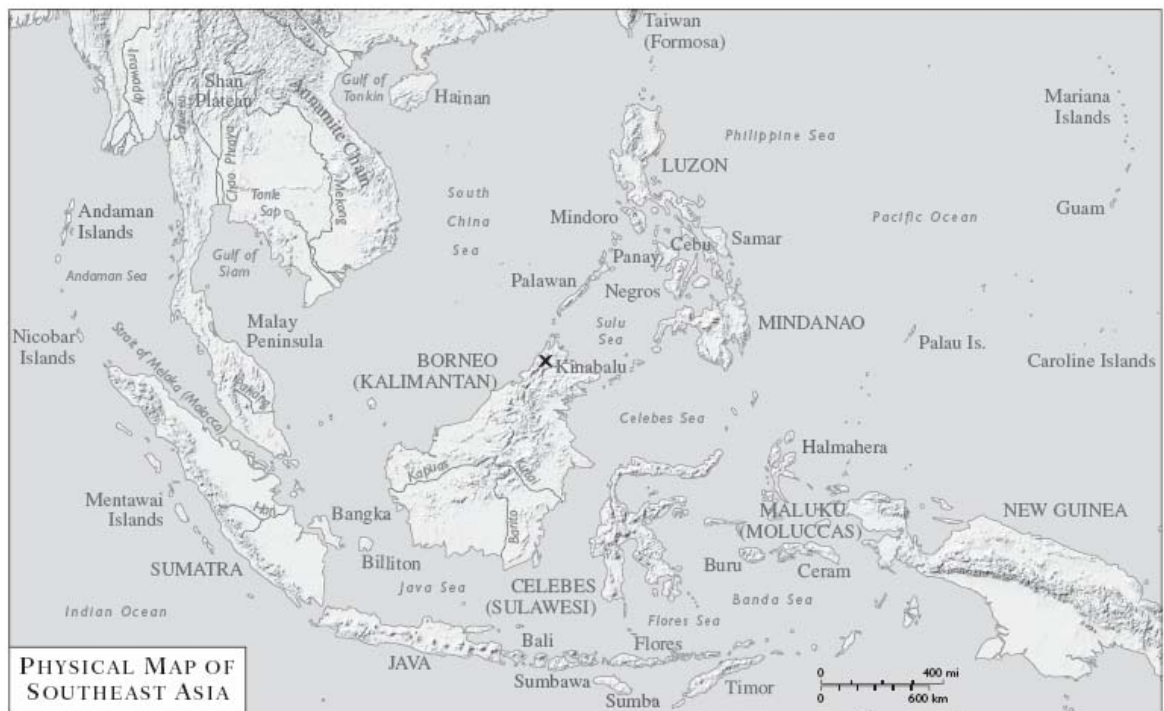 Taiwan
(Formosa)
Red
Irrawaddy
Shan
Plateau
Salween
Gulf of
Tonkin
Hainan
Annamite Chain
Mariana
Islands
Philippine Sea
LUZON
Chao Phraya
Mekong
Tonle
Sap
South
China
Sea
Andaman
Islands
Mindoro
Pacific Ocean
Guam
Samar
Cebu
Panay
Gulf of
Siam
Andaman Sea
Palawan
Negros
Sulu
Sea
MINDANAO
Malay
Peninsula
Nicobar
Islands
Palau Is.
Caroline Islands
Strait of Melaka (Malacca)
BORNEO
(KALIMANTAN)
Kinabalu
Pahang
Celebes Sea
Halmahera
Kapuas
Kutai
Mentawai
Islands
Hari
Bangka
Barito
MALUKU
(MOLUCCAS)
NEW GUINEA
Billiton
Buru
Ceram
SUMATRA
Java Sea
CELEBES
(SULAWESI)
Banda Sea
Indian Ocean
Flores Sea
Bali
Flores
JAVA
Sumbawa
Timor
Sumba
0 400 mi
0 600 km
PHYSICAL MAP OF
SOUTHEAST ASIA